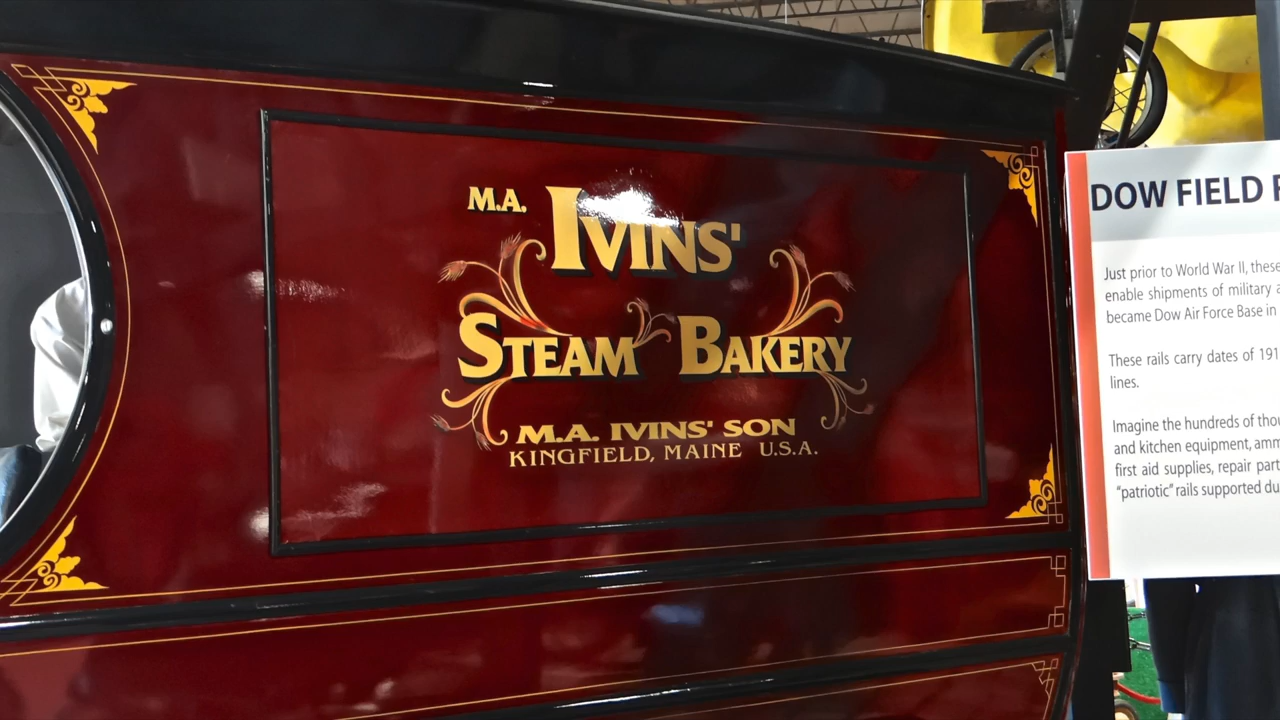 M.A. IVINS'
STEAM BAKERY
M.A. IVINS' SON
KINGFIELD, MAINE U.S.A.
DOW FIELD
Just prior to World War II, these
enable shipments of military
became Dow Air Force Base in
These rails carry dates of
lines.
Imagine the hundreds of
and kitchen equipment,
first aid supplies, repair
"patriotic" rails supported